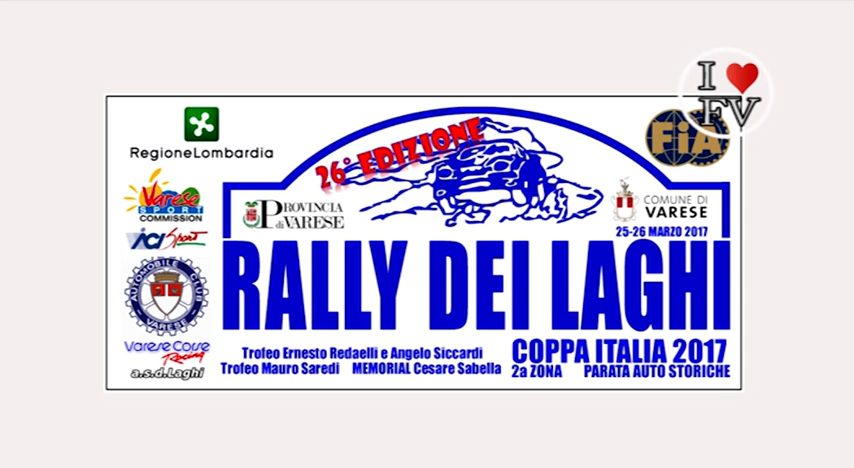 I ❤ FV
RegioneLombardia
FiA
26° EDIZIONE
Varese
SPORT
COMMISSION
PROVINCIA
di VARESE
COMUNE DI
VARESE
25-26 MARZO 2017
ACI Sport
RALLY DEI LAGHI
AUTOMOBILE CLUB
VARESE
Varese Corse
Racing
a.s.d.Laghi
Trofeo Ernesto Redaelli e Angelo Siccardi
Trofeo Mauro Saredi MEMORIAL Cesare Sabella
COPPA ITALIA 2017
2a ZONA PARATA AUTO STORICHE